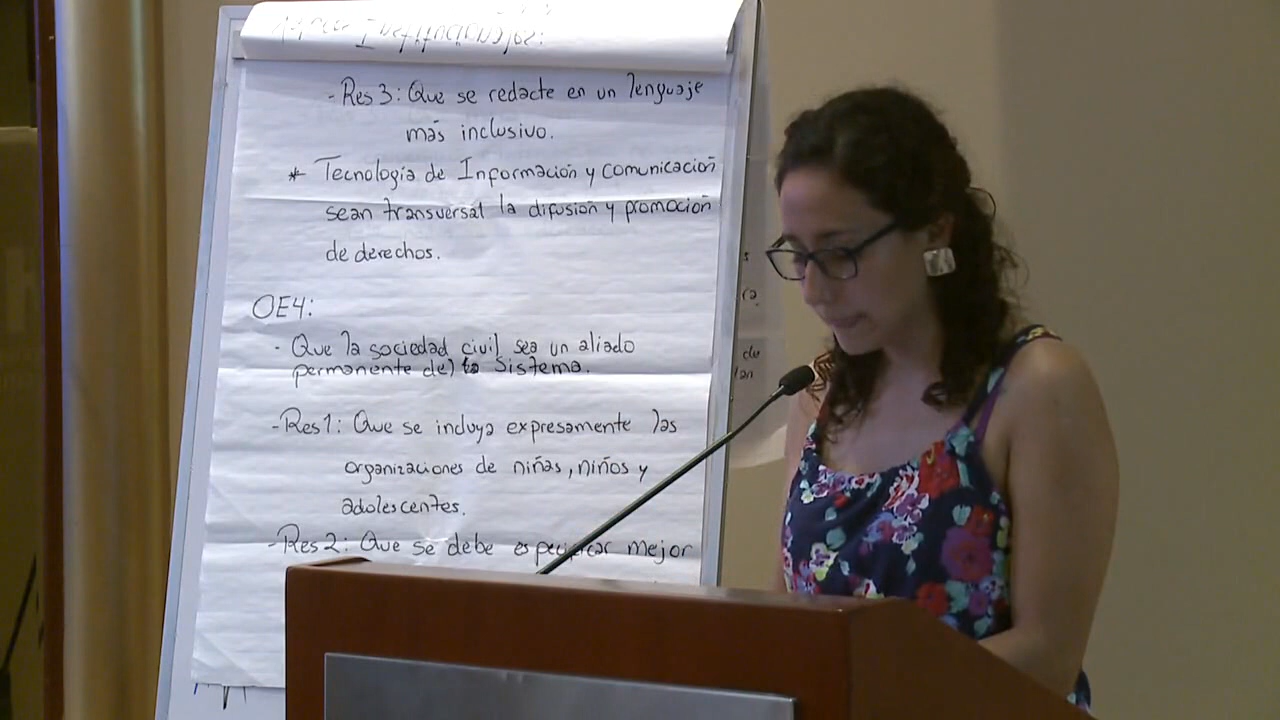 - Res 3: Que se redacte en un lenguaje
más inclusivo.
* Tecnología de Información y comunicación
sean transversal la difusión y promoción
de derechos.
OE4:
- Que la sociedad civil sea un aliado
permanente del Sistema.
- Res 1: Que se incluya expresamente las
organizaciones de niñas, niños y
adolescentes.
- Res 2: Que se debe especificar mejor